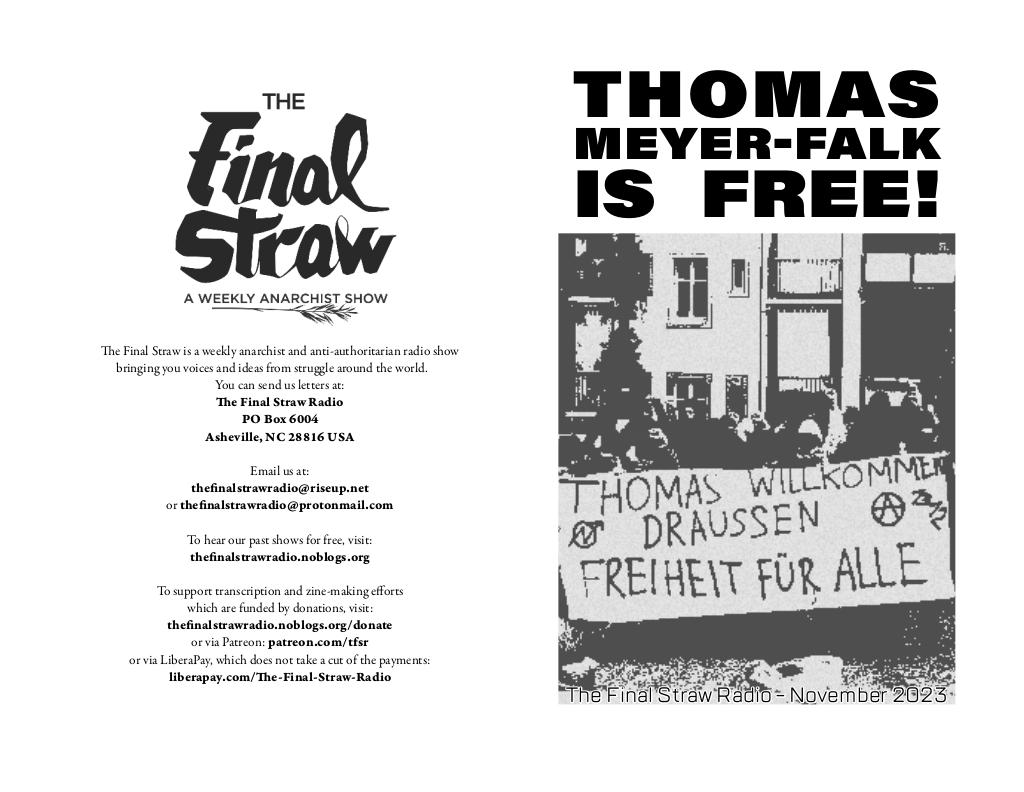 THE
Final
Straw
A WEEKLY ANARCHIST SHOW
The Final Straw is a weekly anarchist and anti-authoritarian radio show
bringing you voices and ideas from struggle around the world.
You can send us letters at:
The Final Straw Radio
PO Box 6004
Asheville, NC 28816 USA
Email us at:
thefinalstrawradio@riseup.net
or thefinalstrawradio@protonmail.com
To hear our past shows for free, visit:
thefinalstrawradio.noblogs.org
To support transcription and zine-making efforts
which are funded by donations, visit:
thefinalstrawradio.noblogs.org/donate
or via Patreon: patreon.com/tfsr
or via LiberaPay, which does not take a cut of the payments:
liberapay.com/The-Final-Straw-Radio
THOMAS
MEYER-FALK
IS FREE!
THOMAS WILLKOMMEN
DRAUSSEN
FREIHEIT FÜR ALLE
The Final Straw Radio - November 2023